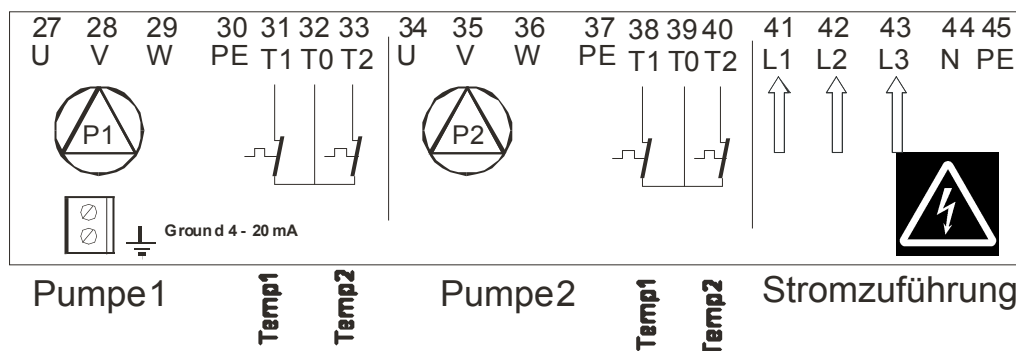 27 28 29 30 31 32 33 34 35 36 37 38 39 40 41 42 43 44 45
U V W PE T1 T0 T2 U V W PE T1 T0 T2 L1 L2 L3 N PE
P1 P2
Ground 4 - 20 mA
Pumpe1 Temp1 Temp2 Pumpe2 Temp1 Temp2 Stromzuführung